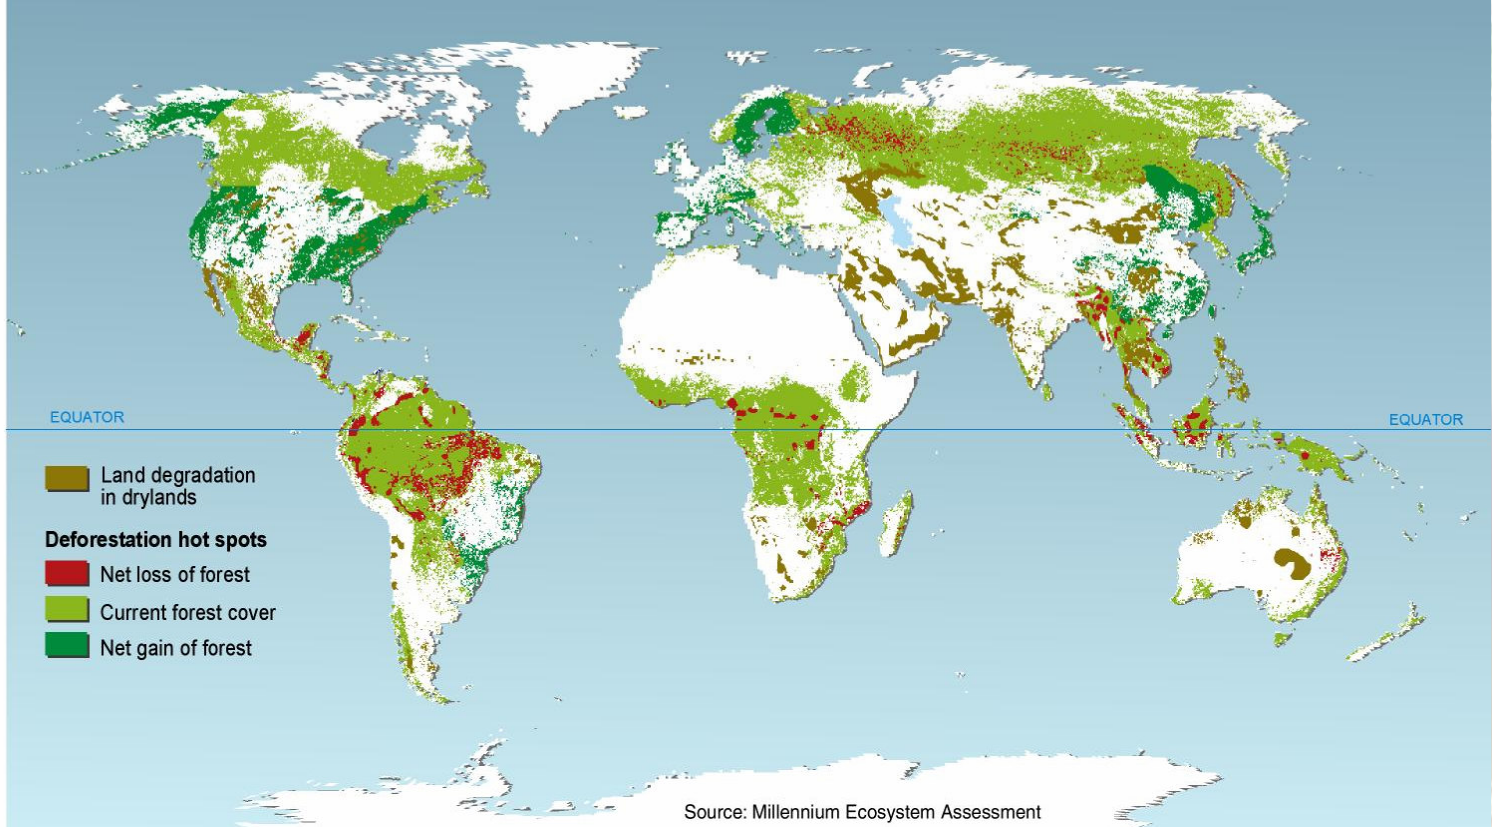 EQUATOR
EQUATOR
Land degradation
in drylands
Deforestation hot spots
Net loss of forest
Current forest cover
Net gain of forest
Source: Millennium Ecosystem Assessment